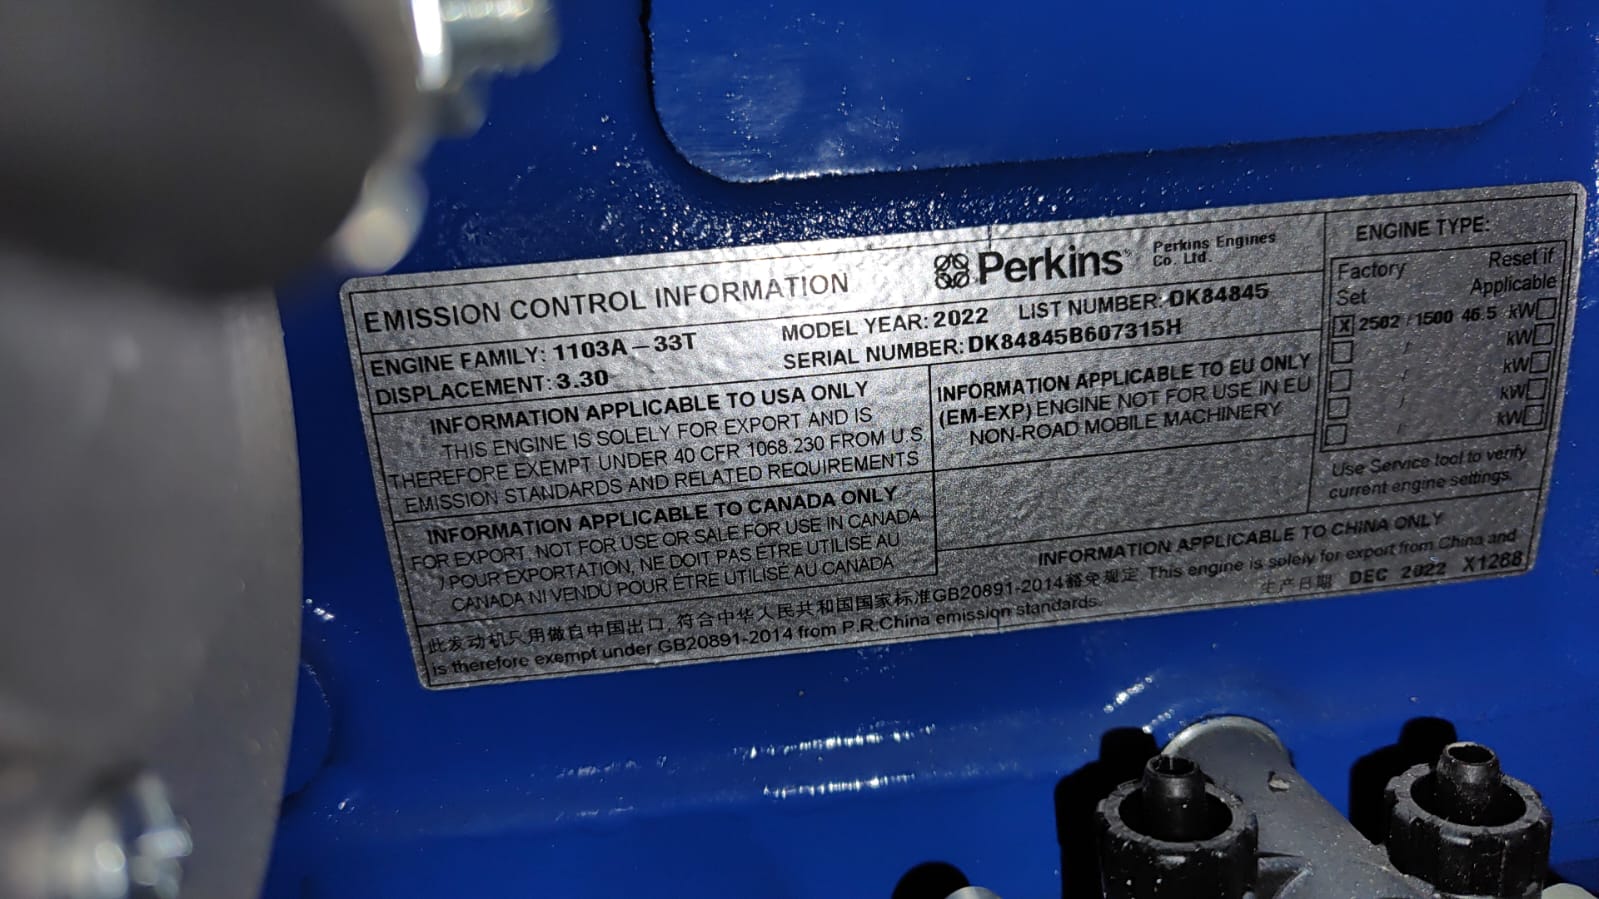 EMISSION CONTROL INFORMATION
Perkins
Perkins Engines
Co. Ltd.
ENGINE FAMILY: 1103A – 33T
MODEL YEAR: 2022 LIST NUMBER: DK84845
DISPLACEMENT: 3.30
SERIAL NUMBER: DK84845B607315H
INFORMATION APPLICABLE TO USA ONLY
THIS ENGINE IS SOLELY FOR EXPORT AND IS
THEREFORE EXEMPT UNDER 40 CFR 1068.230 FROM U.S
EMISSION STANDARDS AND RELATED REQUIREMENTS
INFORMATION APPLICABLE TO EU ONLY
(EM-EXP) ENGINE NOT FOR USE IN EU
NON-ROAD MOBILE MACHINERY
INFORMATION APPLICABLE TO CANADA ONLY
FOR EXPORT. NOT FOR USE OR SALE FOR USE IN CANADA
) POUR EXPORTATION, NE DOIT PAS ETRE UTILISÉ AU
CANADA NI VENDU POUR ÊTRE UTILISÉ AU CANADA
INFORMATION APPLICABLE TO CHINA ONLY
此发动机只用做自中国出口, 符合中华人民共和国国家标准GB20891-2014豁免规定. This engine is solely for export from China and
is therefore exempt under GB20891-2014 from P.R.China emission standards.
生产日期 DEC 2022 X1288
ENGINE TYPE:
Factory
Set
Reset if
Applicable
X 2502 / 1500 46.5 kW
/ kW
/ kW
/ kW
/ kW
Use Service tool to verify
current engine settings.